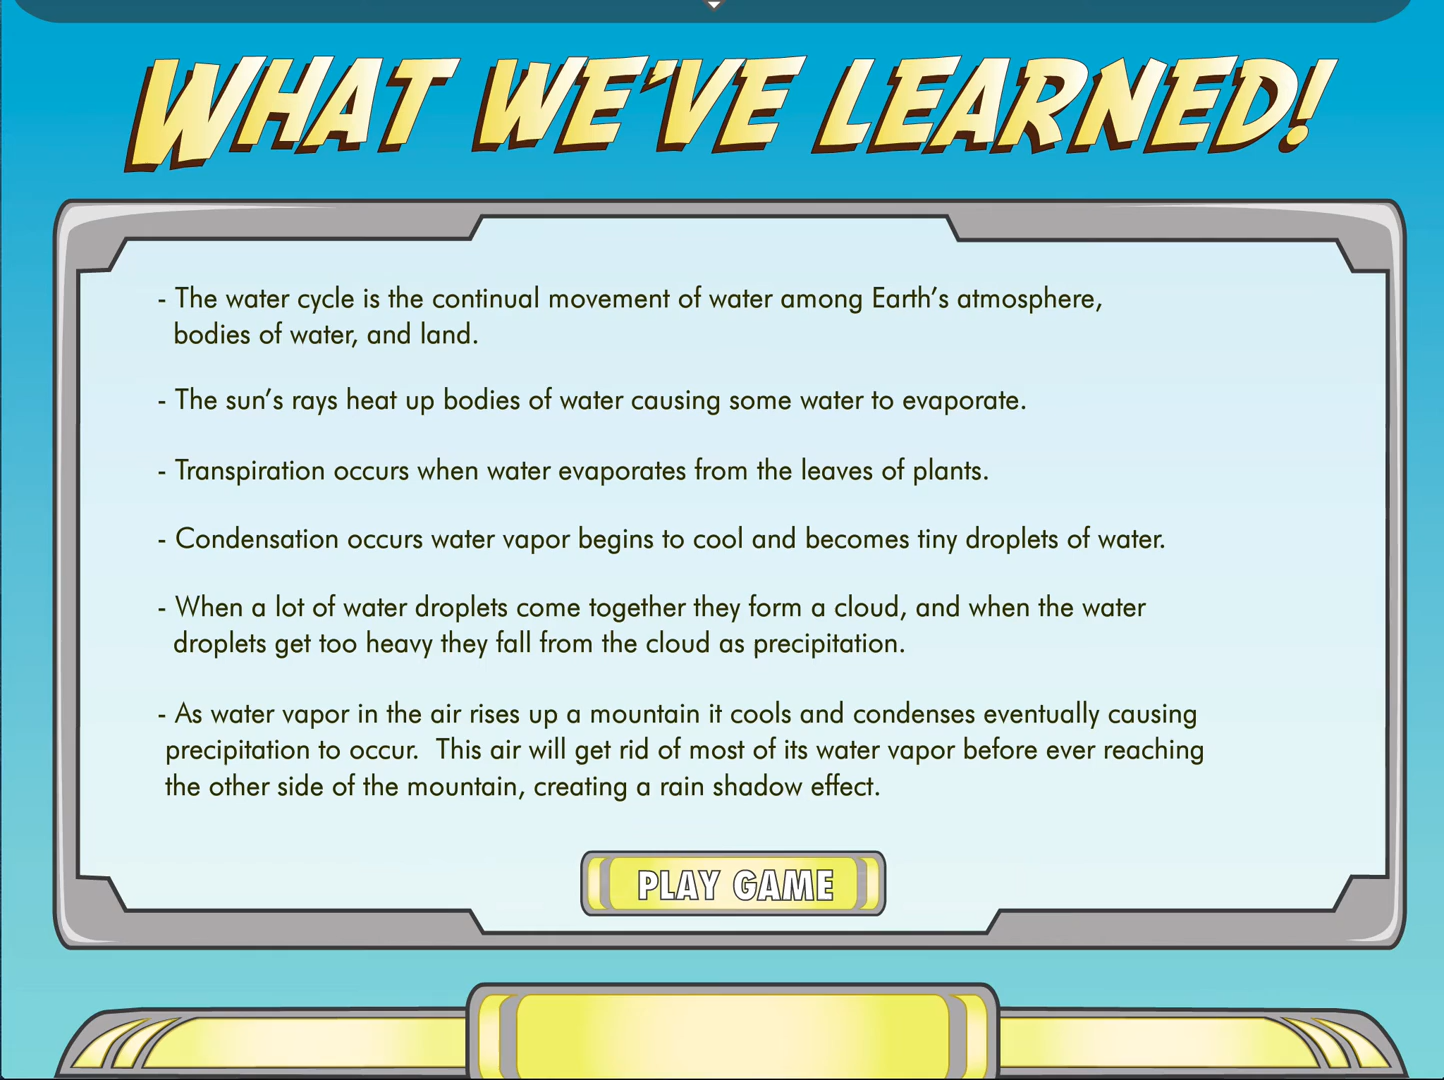 WHAT WE'VE LEARNED!
- The water cycle is the continual movement of water among Earth's atmosphere,
bodies of water, and land.
- The sun's rays heat up bodies of water causing some water to evaporate.
- Transpiration occurs when water evaporates from the leaves of plants.
- Condensation occurs water vapor begins to cool and becomes tiny droplets of water.
- When a lot of water droplets come together they form a cloud, and when the water
droplets get too heavy they fall from the cloud as precipitation.
- As water vapor in the air rises up a mountain it cools and condenses eventually causing
precipitation to occur.  This air will get rid of most of its water vapor before ever reaching
the other side of the mountain, creating a rain shadow effect.
PLAY GAME